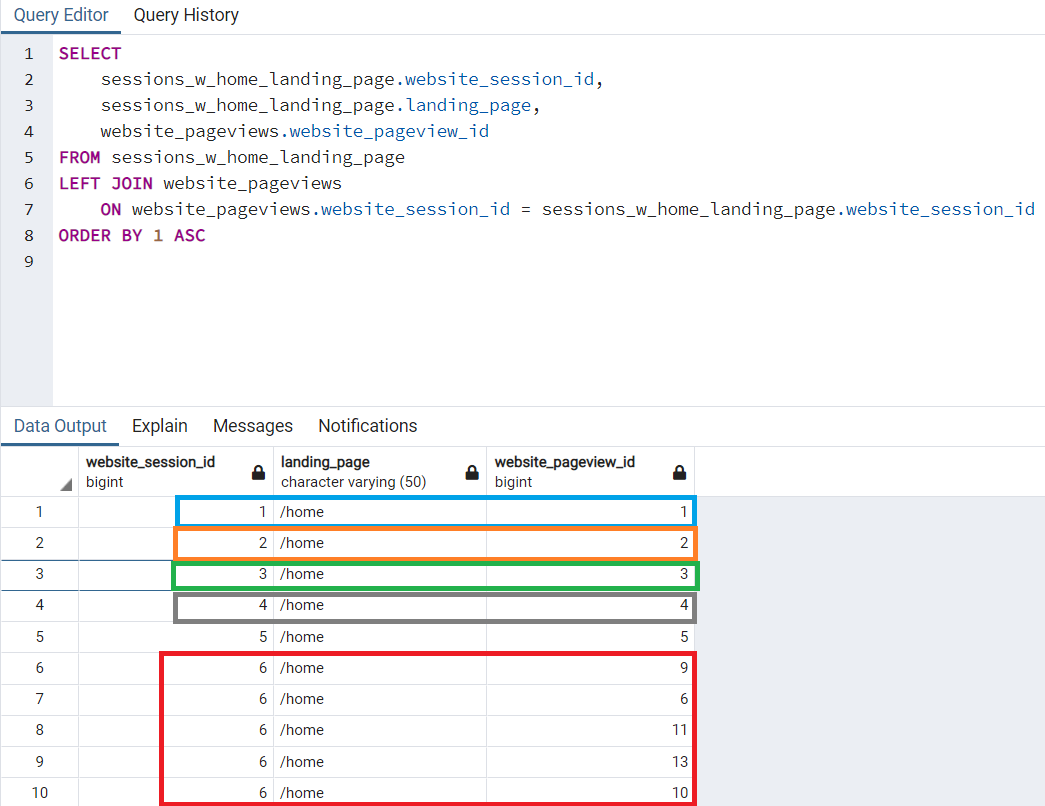 Query Editor Query History
1 SELECT
2 sessions_w_home_landing_page.website_session_id,
3 sessions_w_home_landing_page.landing_page,
4 website_pageviews.website_pageview_id
5 FROM sessions_w_home_landing_page
6 LEFT JOIN website_pageviews
7 ON website_pageviews.website_session_id = sessions_w_home_landing_page.website_session_id
8 ORDER BY 1 ASC
9
Data Output Explain Messages Notifications
website_session_id landing_page website_pageview_id
bigint character varying (50) bigint
1 1 /home 1
2 2 /home 2
3 3 /home 3
4 4 /home 4
5 5 /home 5
6 6 /home 9
7 6 /home 6
8 6 /home 11
9 6 /home 13
10 6 /home 10